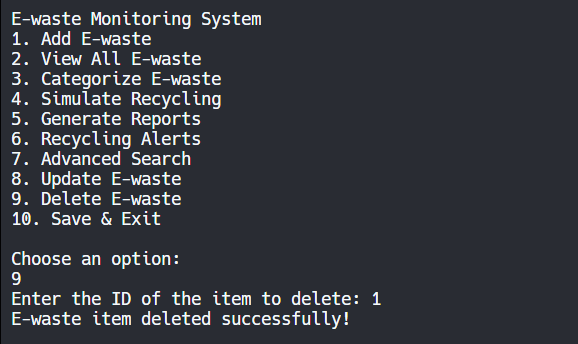 E-waste Monitoring System
1. Add E-waste
2. View All E-waste
3. Categorize E-waste
4. Simulate Recycling
5. Generate Reports
6. Recycling Alerts
7. Advanced Search
8. Update E-waste
9. Delete E-waste
10. Save & Exit
Choose an option:
9
Enter the ID of the item to delete: 1
E-waste item deleted successfully!